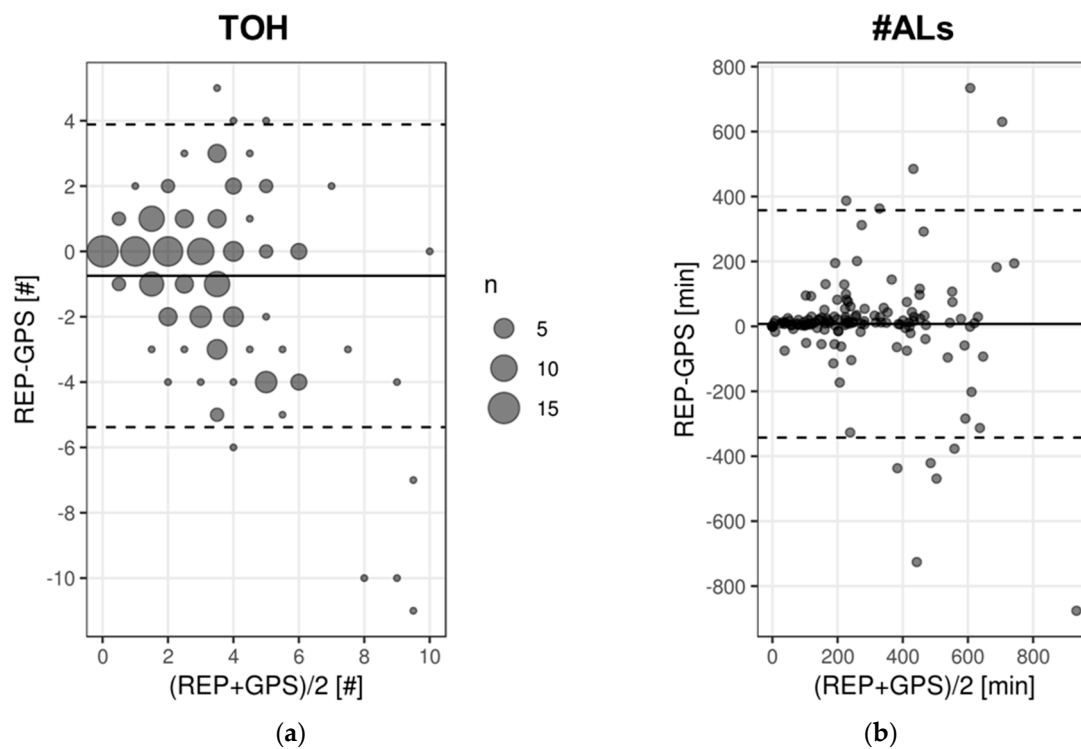 TOH
4
2
0
-2
-4
-6
-8
-10
REP-GPS [#]
0 2 4 6 8 10
(REP+GPS)/2 [#]
n
5
10
15
(a)
#ALs
800
600
400
200
0
-200
-400
-600
-800
REP-GPS [min]
0 200 400 600 800
(REP+GPS)/2 [min]
(b)